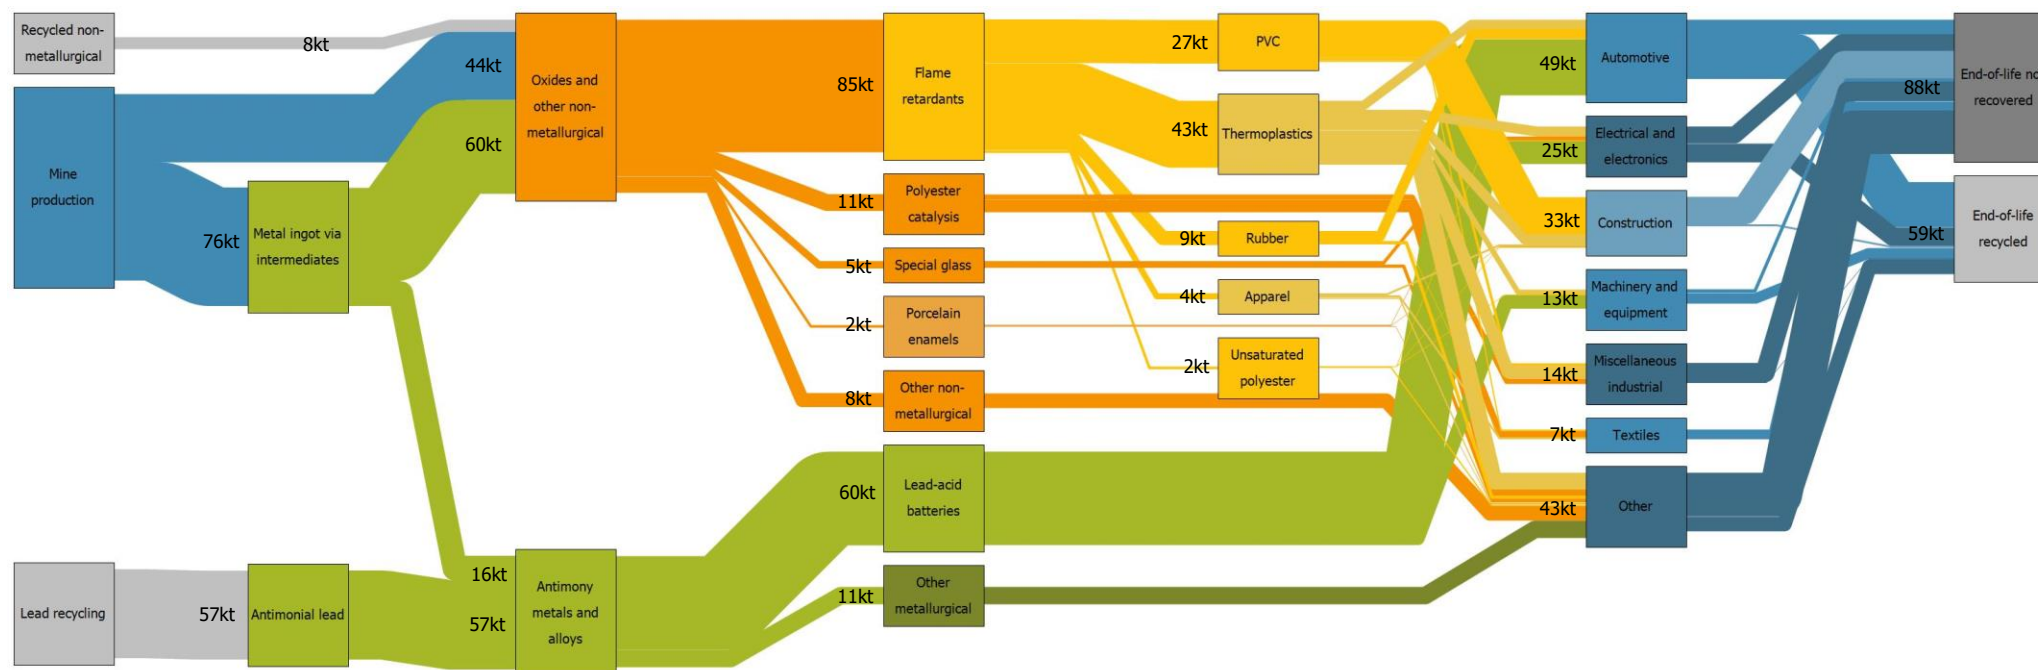 Recycled non-
metallurgical
8kt
Mine
production
44kt
76kt
Metal ingot via
intermediates
60kt
Lead recycling
57kt
Antimonial lead
16kt
57kt
Oxides and
other non-
metallurgical
Antimony
metals and
alloys
85kt
Flame
retardants
11kt
Polyester
catalysis
5kt
Special glass
2kt
Porcelain
enamels
8kt
Other non-
metallurgical
60kt
Lead-acid
batteries
11kt
Other
metallurgical
27kt
PVC
43kt
Thermoplastics
9kt
Rubber
4kt
Apparel
2kt
Unsaturated
polyester
49kt
Automotive
25kt
Electrical and
electronics
33kt
Construction
13kt
Machinery and
equipment
14kt
Miscellaneous
industrial
7kt
Textiles
43kt
Other
88kt
End-of-life no
recovered
59kt
End-of-life
recycled